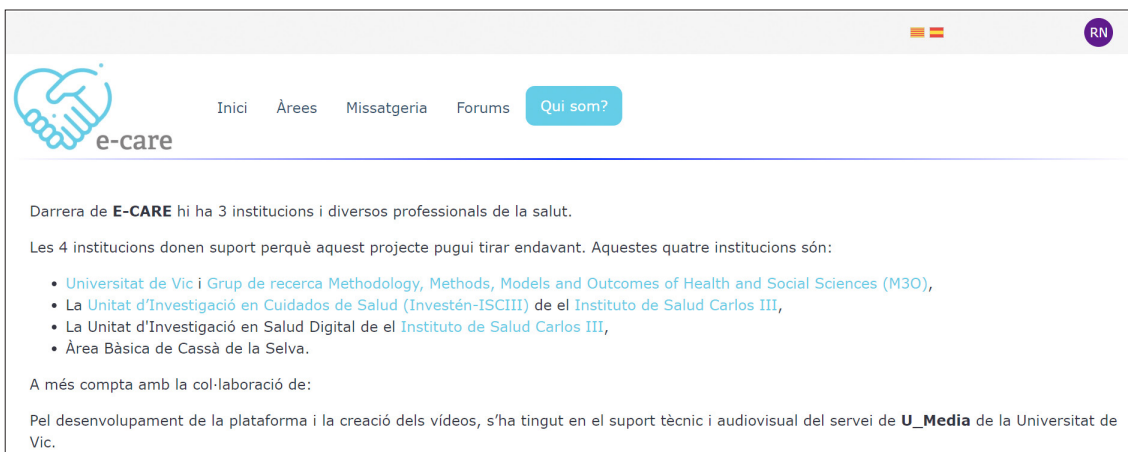 RN
e-care
Inici Àrees Missatgeria Forums Qui som?
Darrera de E-CARE hi ha 3 institucions i diversos professionals de la salut.
Les 4 institucions donen suport perquè aquest projecte pugui tirar endavant. Aquestes quatre institucions són:
• Universitat de Vic i Grup de recerca Methodology, Methods, Models and Outcomes of Health and Social Sciences (M3O),
• La Unitat d’Investigació en Cuidados de Salud (Investén-ISCIII) de el Instituto de Salud Carlos III,
• La Unitat d'Investigació en Salud Digital de el Instituto de Salud Carlos III,
• Àrea Bàsica de Cassà de la Selva.
A més compta amb la col·laboració de:
Pel desenvolupament de la plataforma i la creació dels vídeos, s’ha tingut en el suport tècnic i audiovisual del servei de U_Media de la Universitat de
Vic.